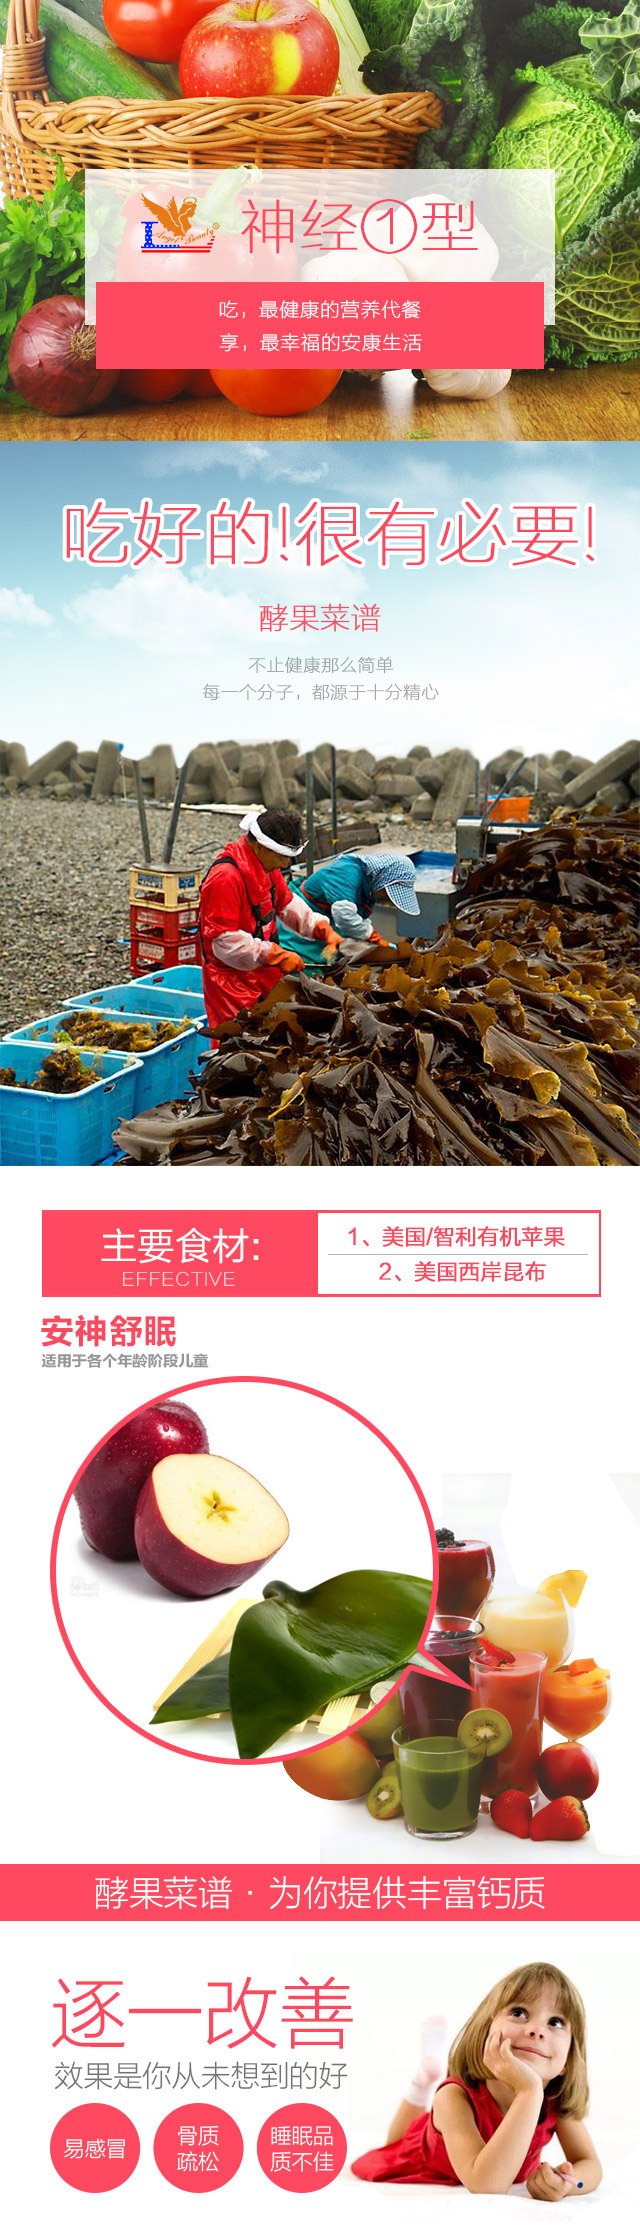 Angel Beauty
神经①型
吃，最健康的营养代餐
享，最幸福的安康生活
吃好的!很有必要!
酵果菜谱
不止健康那么简单
每一个分子，都源于十分精心
主要食材:
EFFECTIVE
1、美国/智利有机苹果
2、美国西岸昆布
安神舒眠
适用于各个年龄阶段儿童
酵果菜谱·为你提供丰富钙质
逐一改善
效果是你从未想到的好
易感冒
骨质
疏松
睡眠品
质不佳